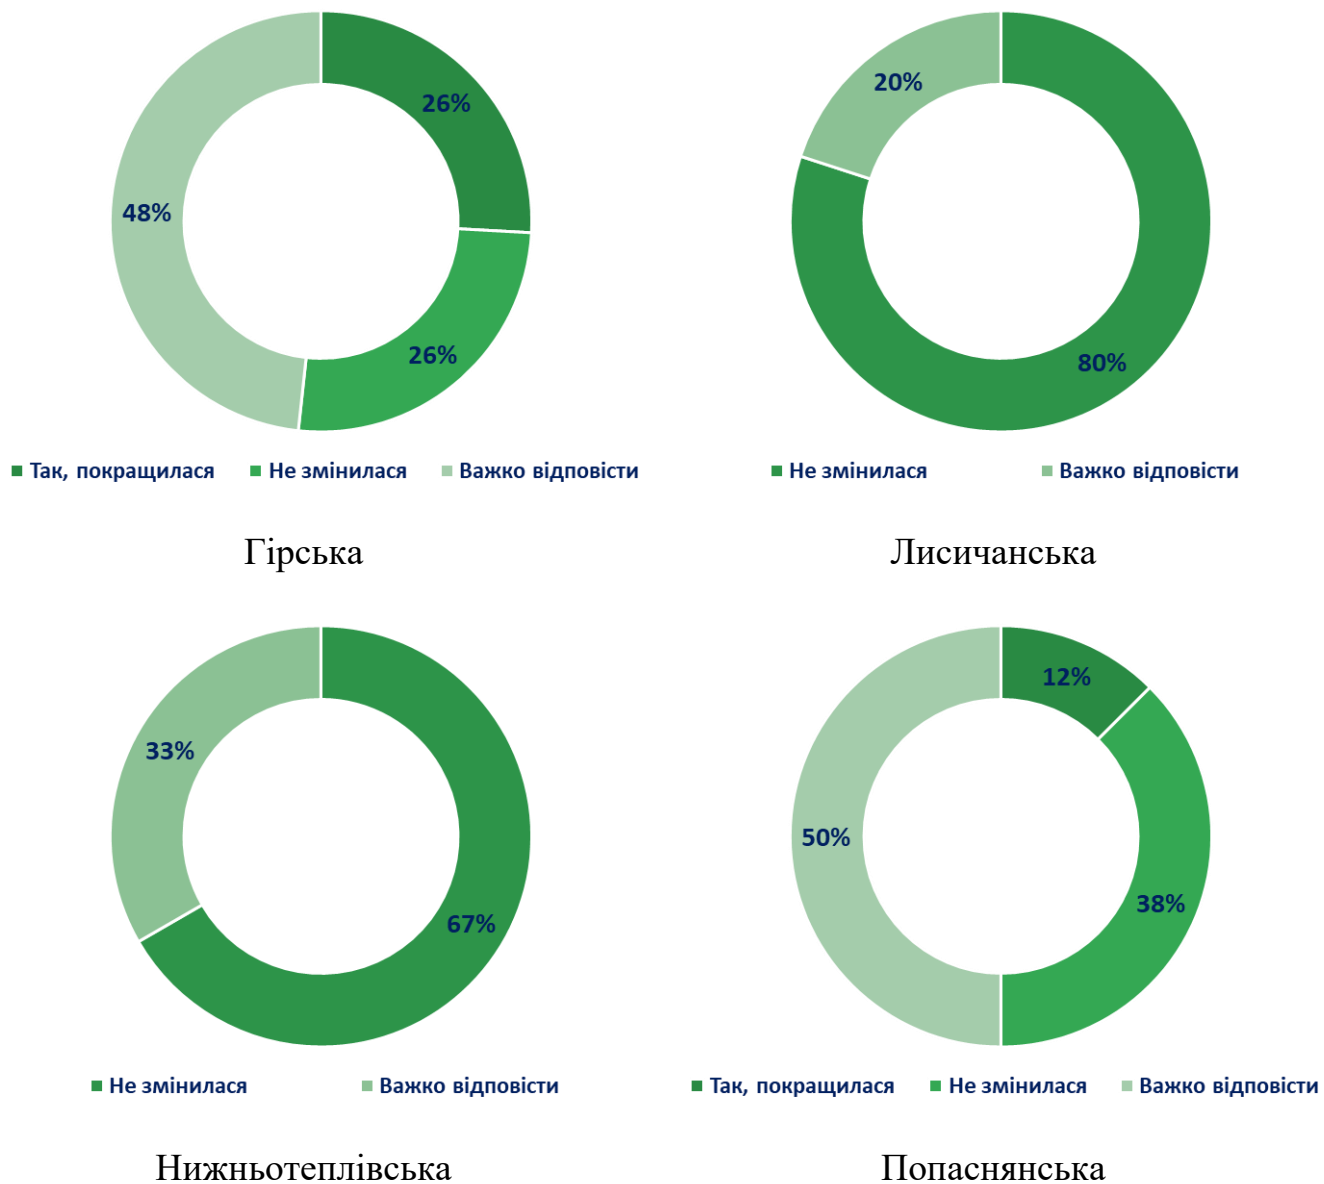 26%
26%
48%
Так, покращилася Не змінилася Важко відповісти
Гірська
80%
20%
Не змінилася Важко відповісти
Лисичанська
67%
33%
Не змінилася Важко відповісти
Нижньотеплівська
12%
38%
50%
Так, покращилася Не змінилася Важко відповісти
Попаснянська